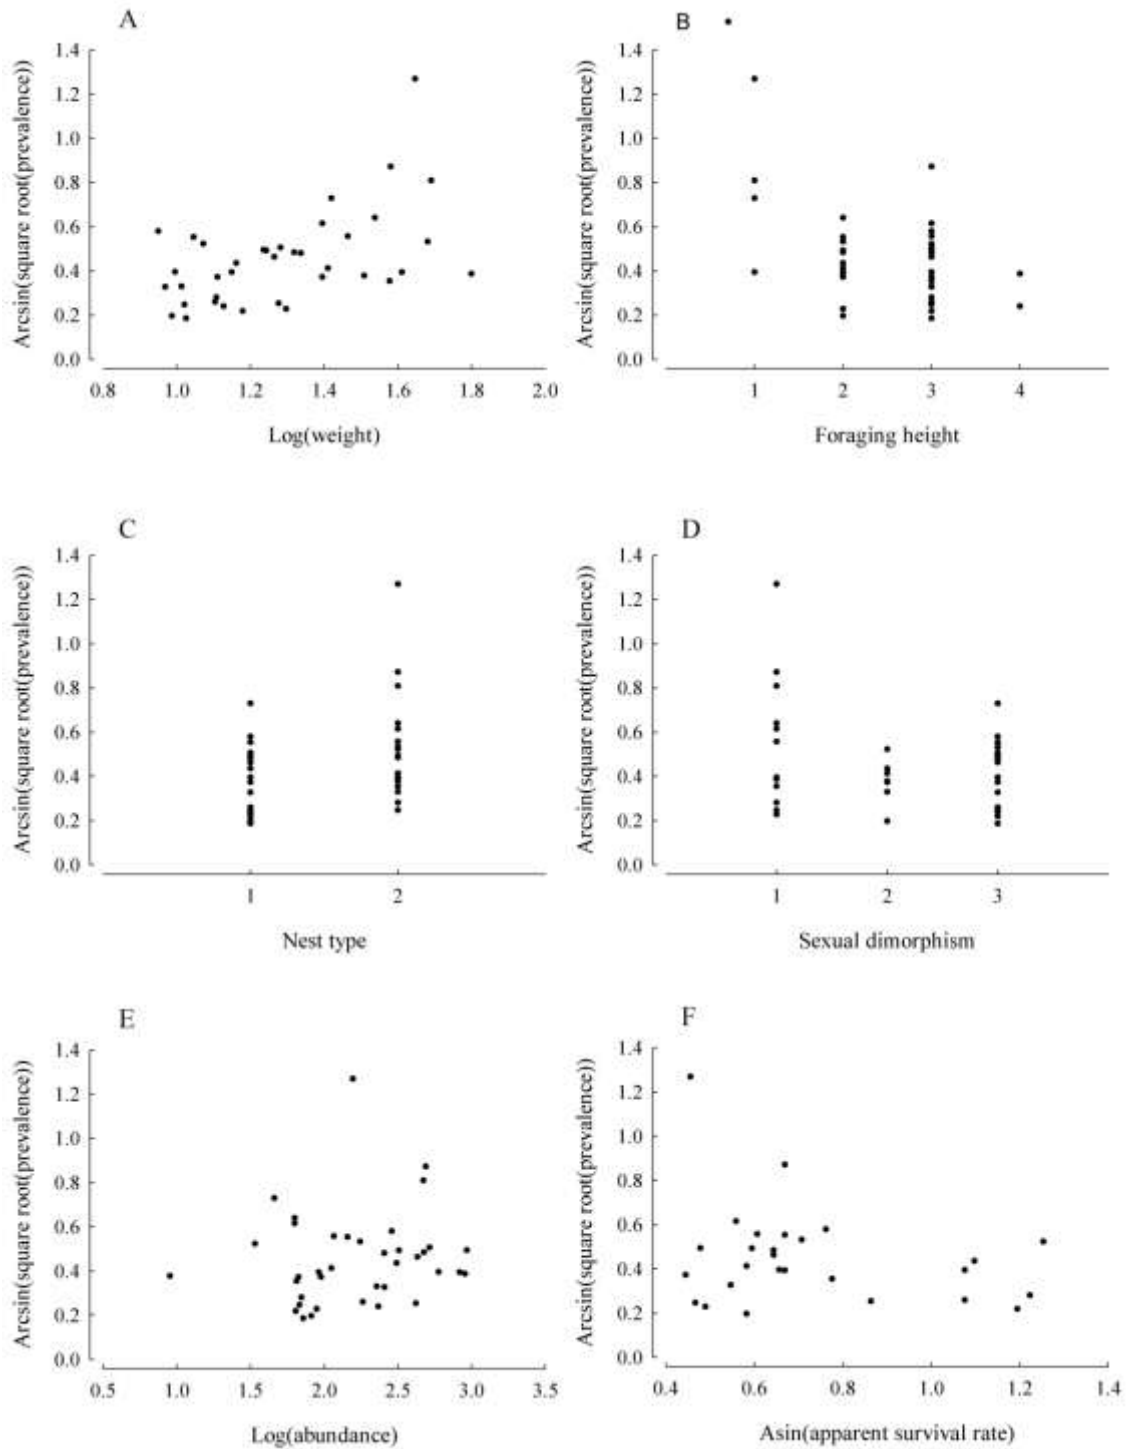 A
Arcsin(square root(prevalence))
1.4
1.2
1.0
0.8
0.6
0.4
0.2
0.0
0.8 1.0 1.2 1.4 1.6 1.8 2.0
Log(weight)
B
Arcsin(square root(prevalence))
1.4
1.2
1.0
0.8
0.6
0.4
0.2
0.0
1 2 3 4
Foraging height
C
Arcsin(square root(prevalence))
1.4
1.2
1.0
0.8
0.6
0.4
0.2
0.0
1 2
Nest type
D
Arcsin(square root(prevalence))
1.4
1.2
1.0
0.8
0.6
0.4
0.2
0.0
1 2 3
Sexual dimorphism
E
Arcsin(square root(prevalence))
1.4
1.2
1.0
0.8
0.6
0.4
0.2
0.0
0.5 1.0 1.5 2.0 2.5 3.0 3.5
Log(abundance)
F
Arcsin(square root(prevalence))
1.4
1.2
1.0
0.8
0.6
0.4
0.2
0.0
0.4 0.6 0.8 1.0 1.2 1.4
Asin(apparent survival rate)